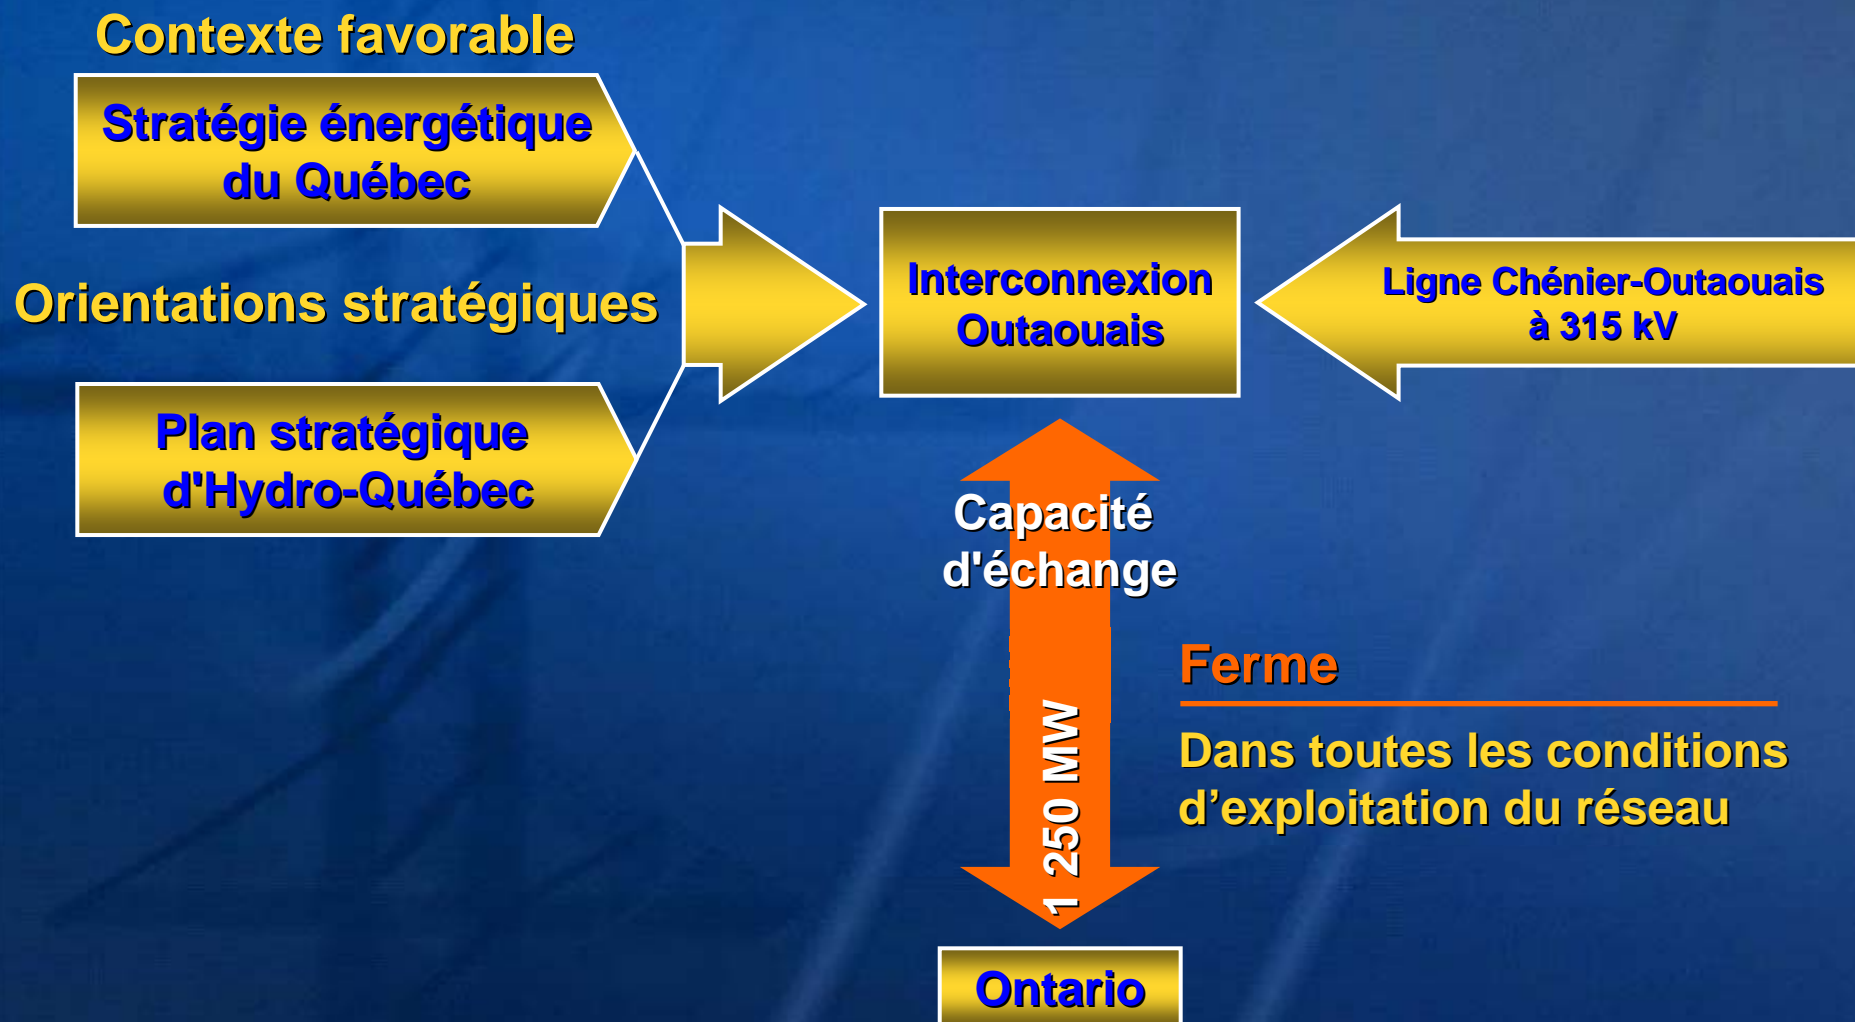 Contexte favorable
Stratégie énergétique
du Québec
Orientations stratégiques
Plan stratégique
d'Hydro-Québec
Interconnexion
Outaouais
Ligne Chénier-Outaouais
à 315 kV
Capacité
d'échange
1 250 MW
Ferme
Dans toutes les conditions
d’exploitation du réseau
Ontario